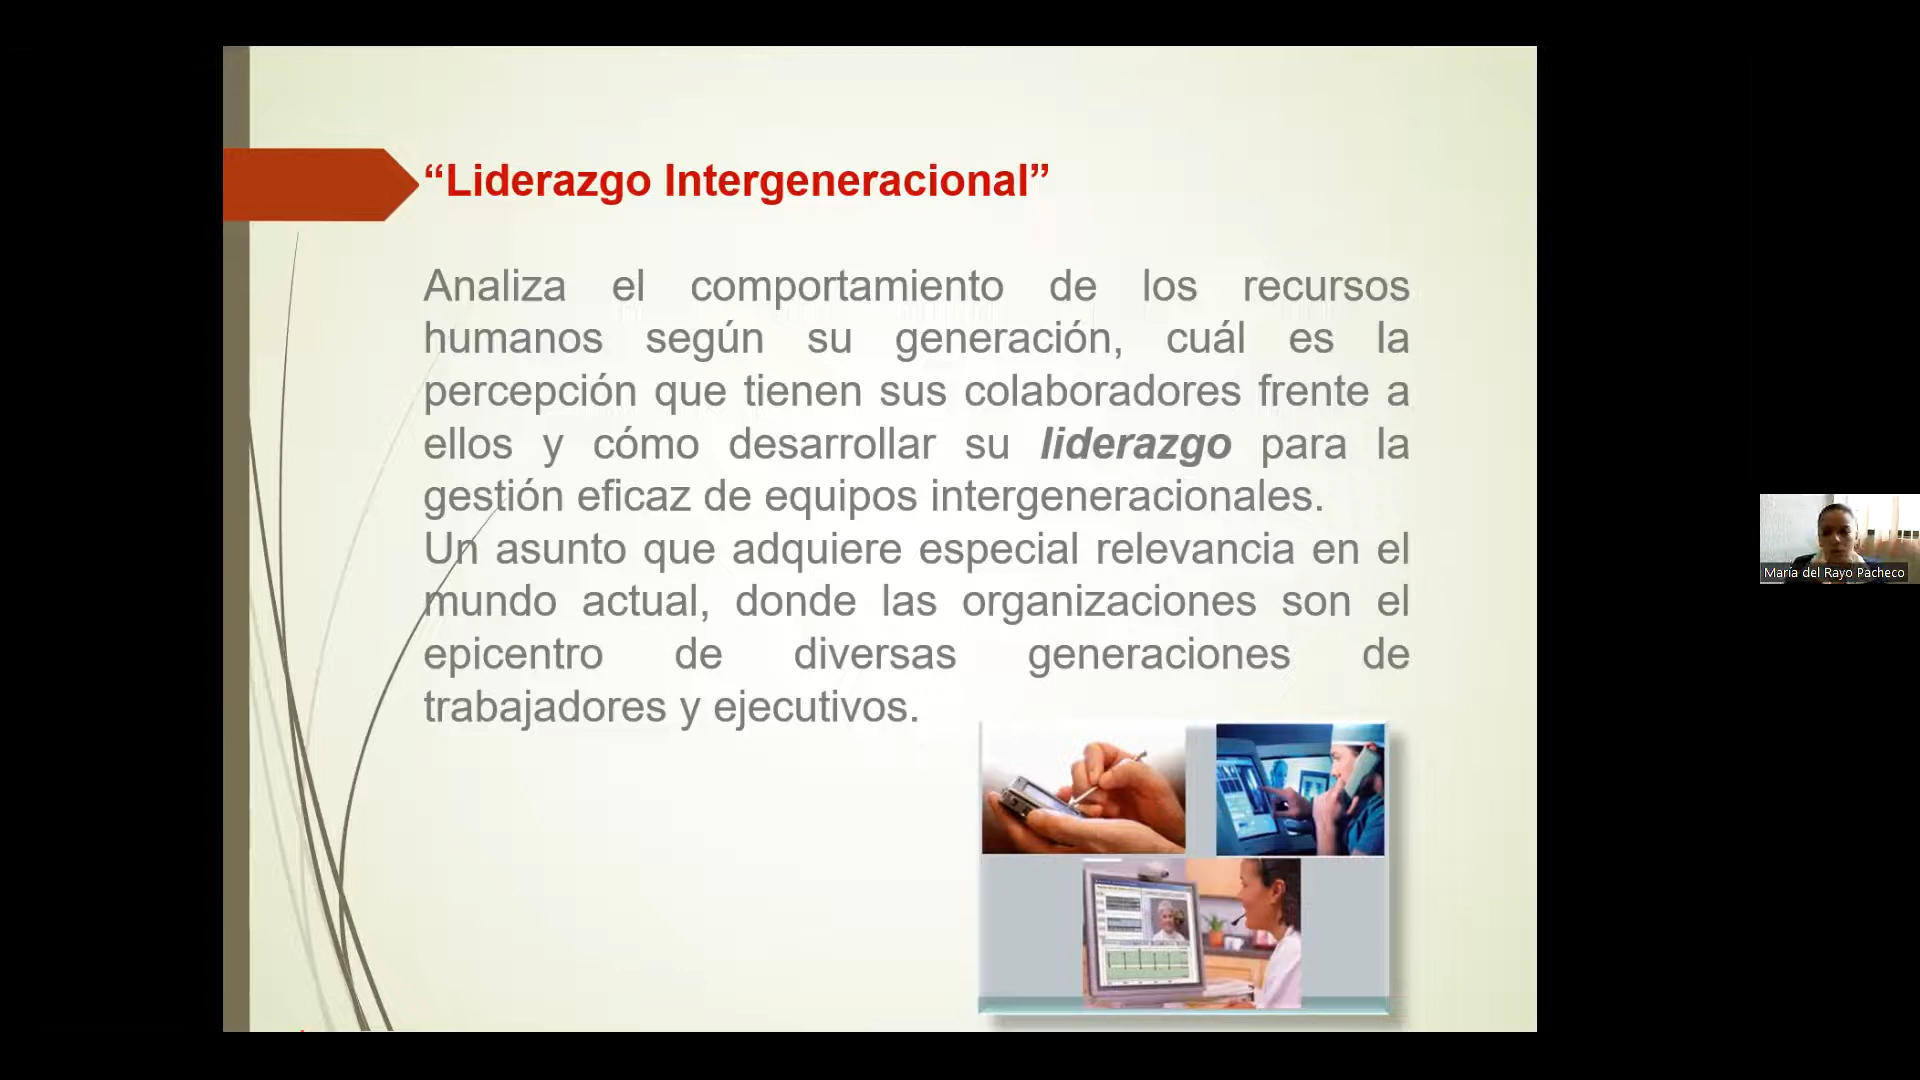 “Liderazgo Intergeneracional”
Analiza el comportamiento de los recursos
humanos según su generación, cuál es la
percepción que tienen sus colaboradores frente a
ellos y cómo desarrollar su liderazgo para la
gestión eficaz de equipos intergeneracionales.
Un asunto que adquiere especial relevancia en el
mundo actual, donde las organizaciones son el
epicentro de diversas generaciones de
trabajadores y ejecutivos.
María del Rayo Pacheco